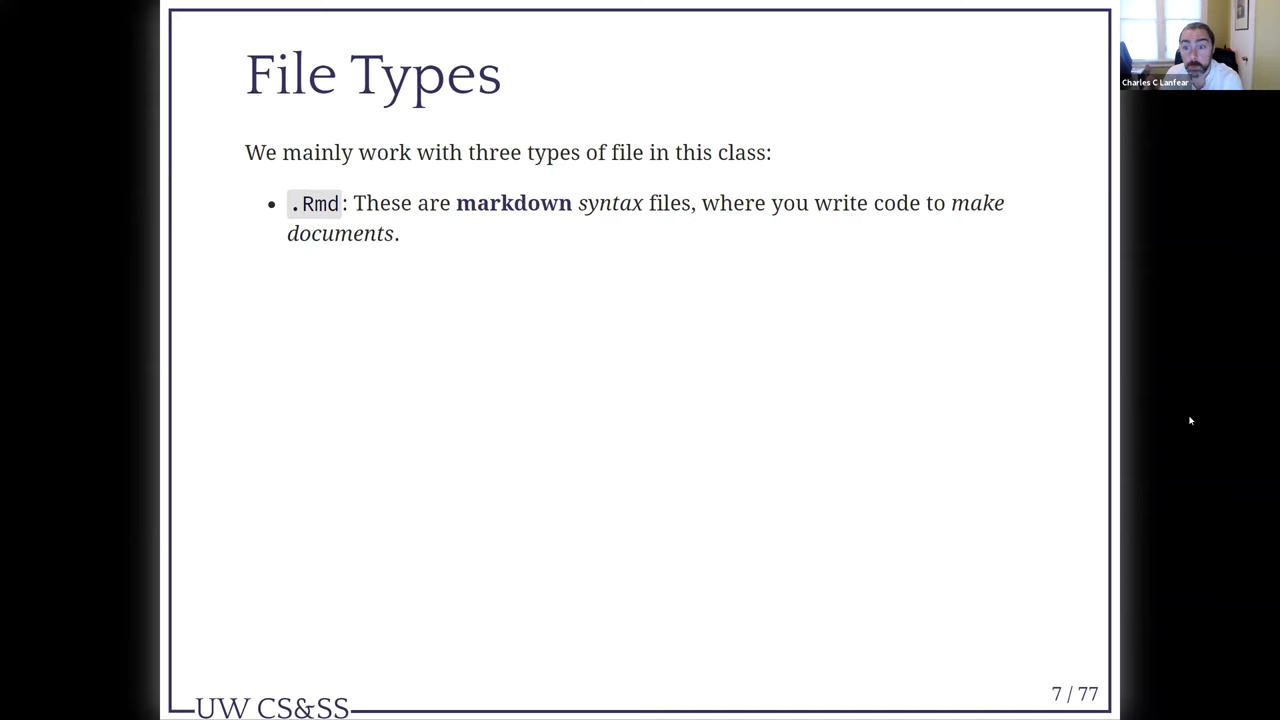 File Types
We mainly work with three types of file in this class:
• .Rmd: These are markdown syntax files, where you write code to make
documents.
UW CS&SS
7 / 77
Charles C Lanfear